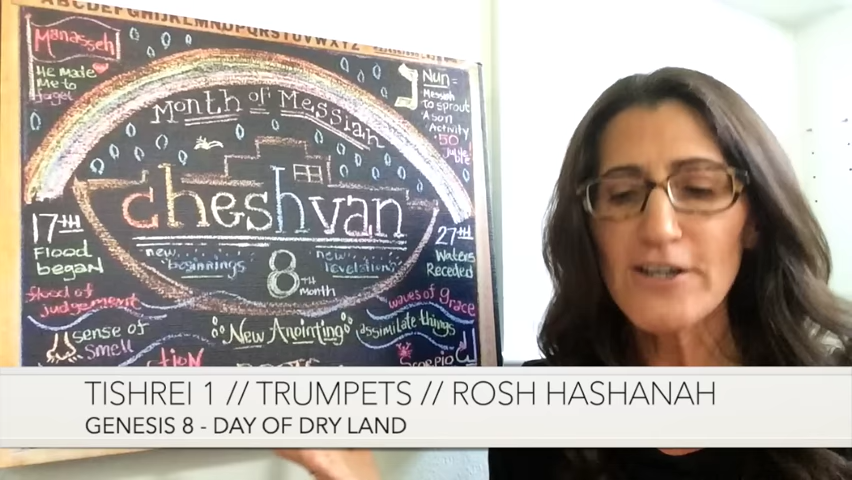 ABCDEFGHIJKLMNOPQRSTUVWXYZ
Manasseh
He made
Me to
forget
Month of Messiah
Nun =
Messiah
to sprout
A son
Activity
50
Jubilee
cheshvan
17TH
Flood
began
new
beginnings
8TH
month
new
revelations
27TH
Waters
Receded
flood of
judgement
waves of grace
sense of
smell
New Anointing
assimilate things
Scorpio
TISHREI 1 // TRUMPETS // ROSH HASHANAH
GENESIS 8 - DAY OF DRY LAND